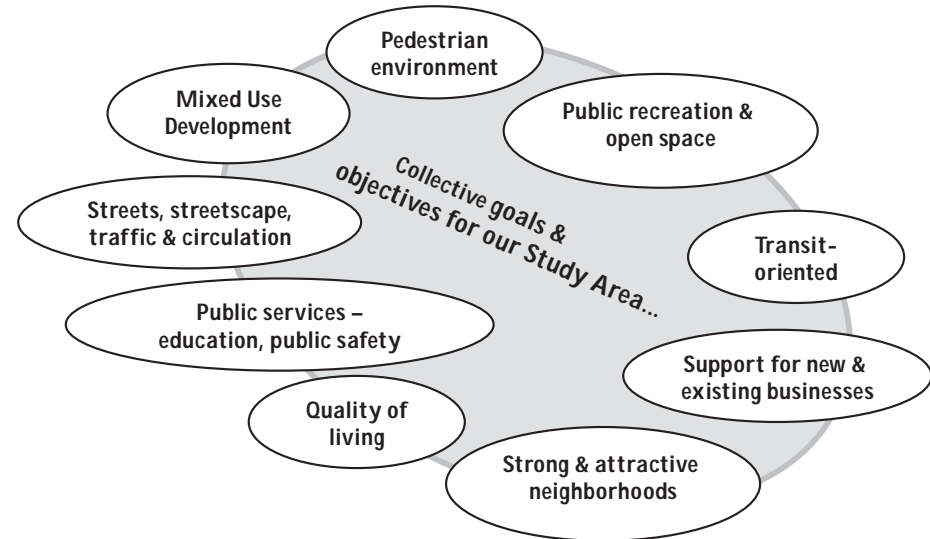 Pedestrian
environment
Mixed Use
Development
Public recreation &
open space
Collective goals &
objectives for our Study Area...
Streets, streetscape,
traffic & circulation
Transit-
oriented
Public services –
education, public safety
Support for new &
existing businesses
Quality of
living
Strong & attractive
neighborhoods